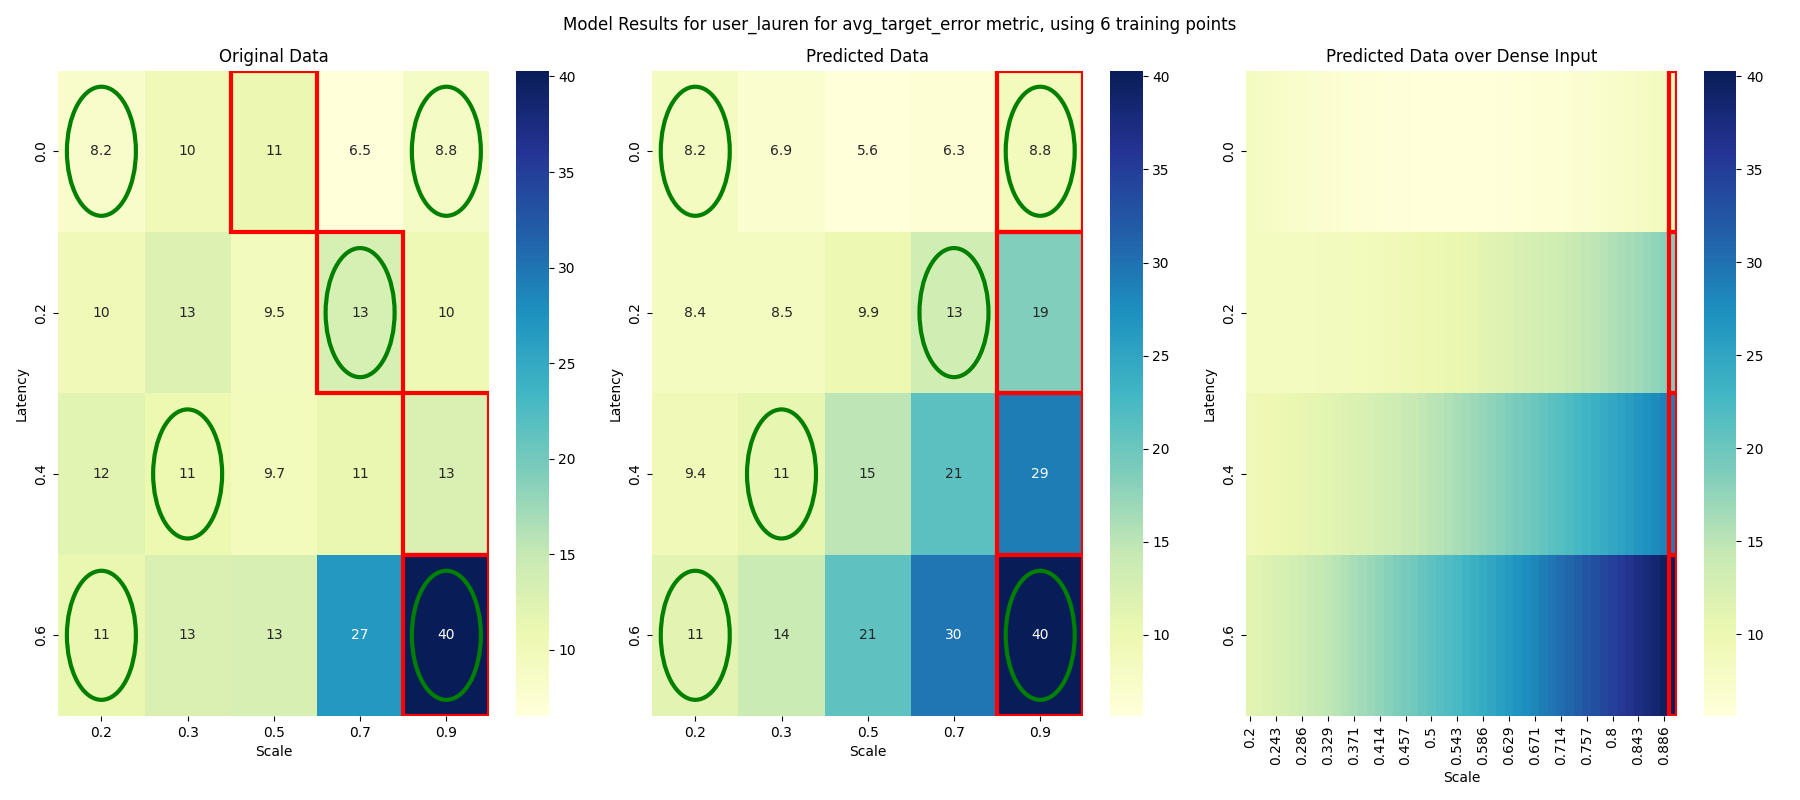 Model Results for user_lauren for avg_target_error metric, using 6 training points
Original Data
8.2 10 11 6.5 8.8
10 13 9.5 13 10
12 11 9.7 11 13
11 13 13 27 40
0.0
0.2
0.4
0.6
Latency
0.2 0.3 0.5 0.7 0.9
Scale
40
35
30
25
20
15
10
Predicted Data
8.2 6.9 5.6 6.3 8.8
8.4 8.5 9.9 13 19
9.4 11 15 21 29
11 14 21 30 40
0.0
0.2
0.4
0.6
Latency
0.2 0.3 0.5 0.7 0.9
Scale
40
35
30
25
20
15
10
Predicted Data over Dense Input
0.0
0.2
0.4
0.6
Latency
0.2 0.243 0.286 0.329 0.371 0.414 0.457 0.5 0.543 0.586 0.629 0.671 0.714 0.757 0.8 0.843 0.886
Scale
40
35
30
25
20
15
10